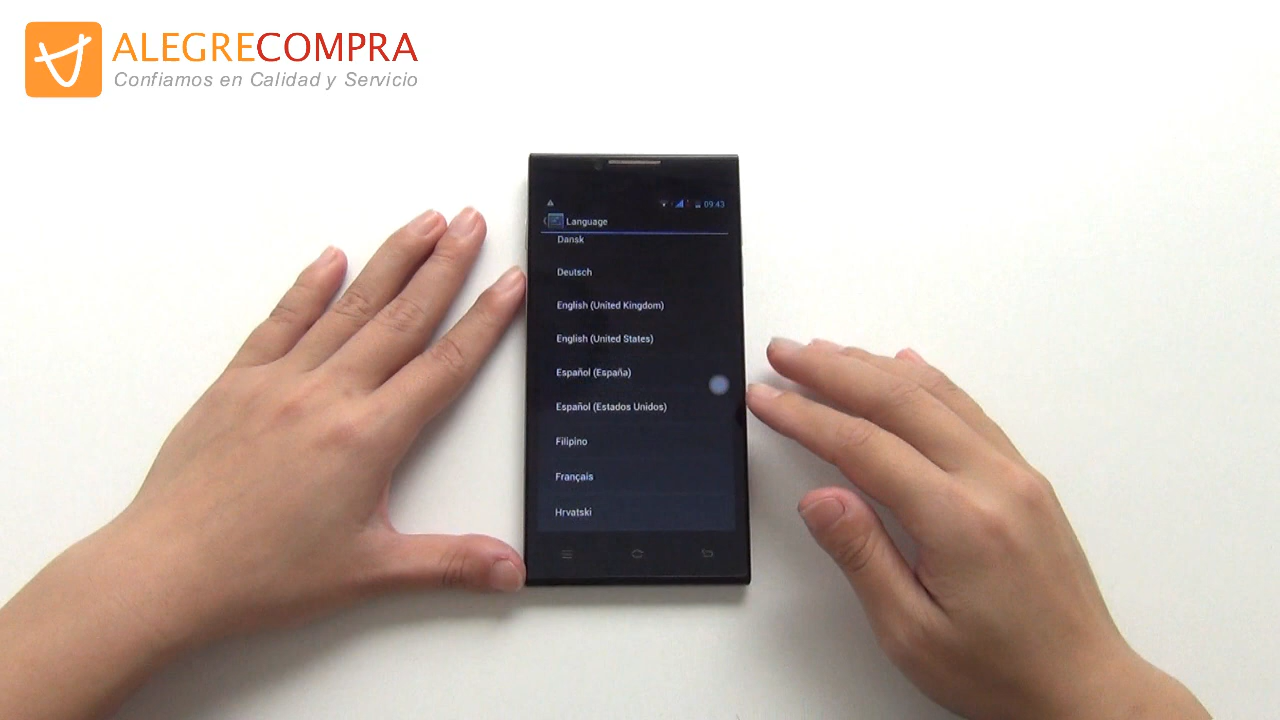 ALEGRECOMPRA
Confiamos en Calidad y Servicio
09:43
Language
Dansk
Deutsch
English (United Kingdom)
English (United States)
Español (España)
Español (Estados Unidos)
Filipino
Français
Hrvatski